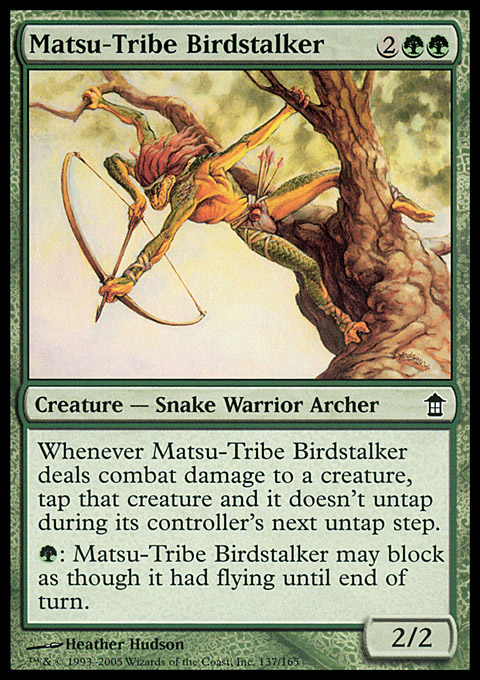 Matsu-Tribe Birdstalker 2
Creature — Snake Warrior Archer
Whenever Matsu-Tribe Birdstalker
deals combat damage to a creature,
tap that creature and it doesn't untap
during its controller's next untap step.
: Matsu-Tribe Birdstalker may block
as though it had flying until end of
turn.
2/2
Heather Hudson
™ & © 1993–2005 Wizards of the Coast, Inc. 137/165